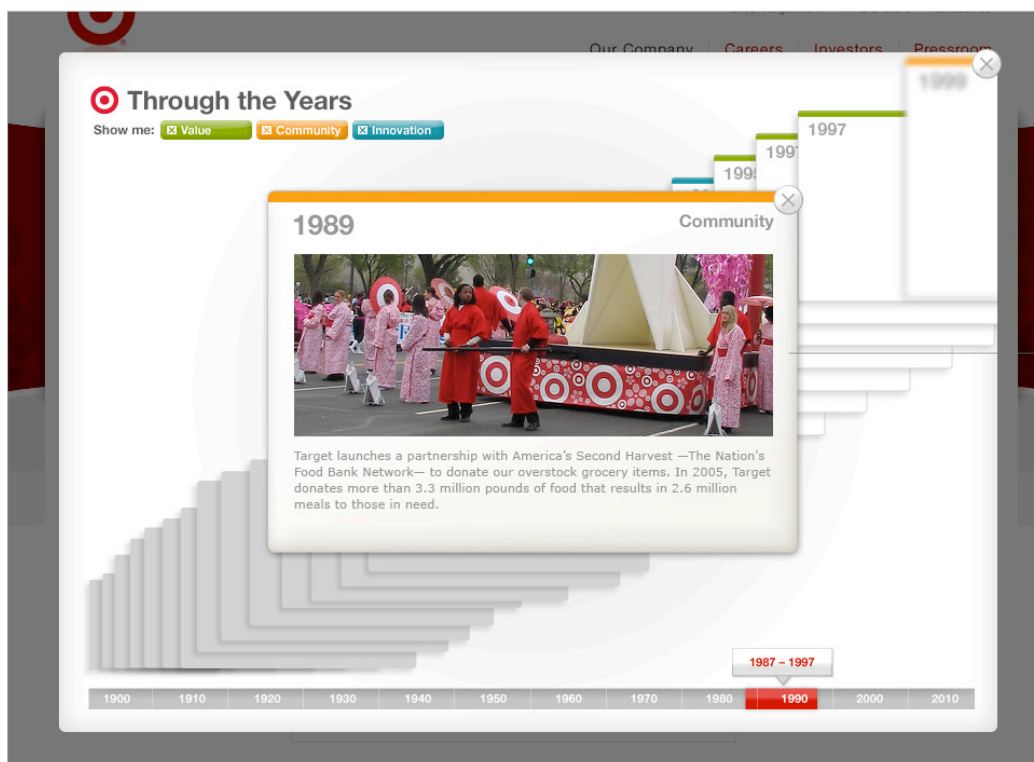 Our Company Careers Investors Pressroom
Through the Years
Show me: Value Community Innovation
1999
1997
1997
1995
1989
Community
Target launches a partnership with America's Second Harvest —The Nation's
Food Bank Network— to donate our overstock grocery items. In 2005, Target
donates more than 3.3 million pounds of food that results in 2.6 million
meals to those in need.
1987 – 1997
1900 1910 1920 1930 1940 1950 1960 1970 1980 1990 2000 2010